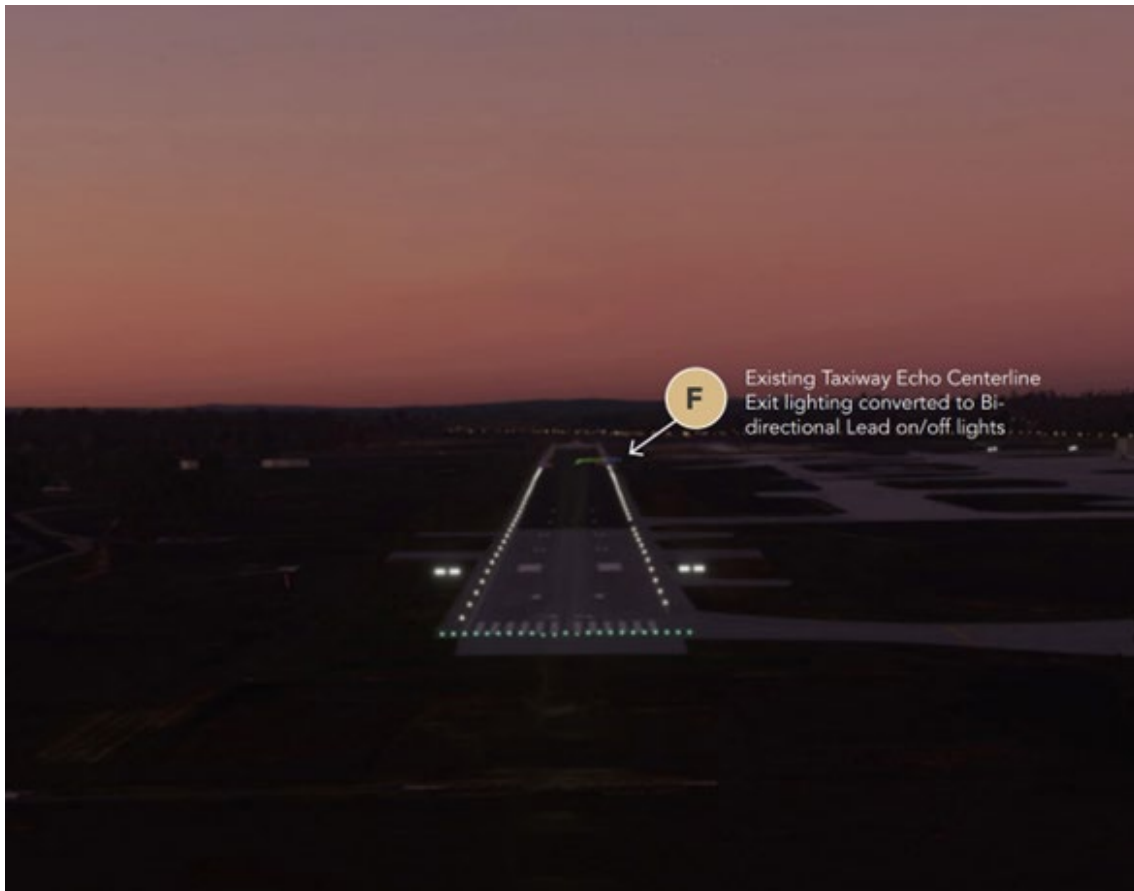 F
Existing Taxiway Echo Centerline
Exit lighting converted to Bi-
directional Lead on/off lights